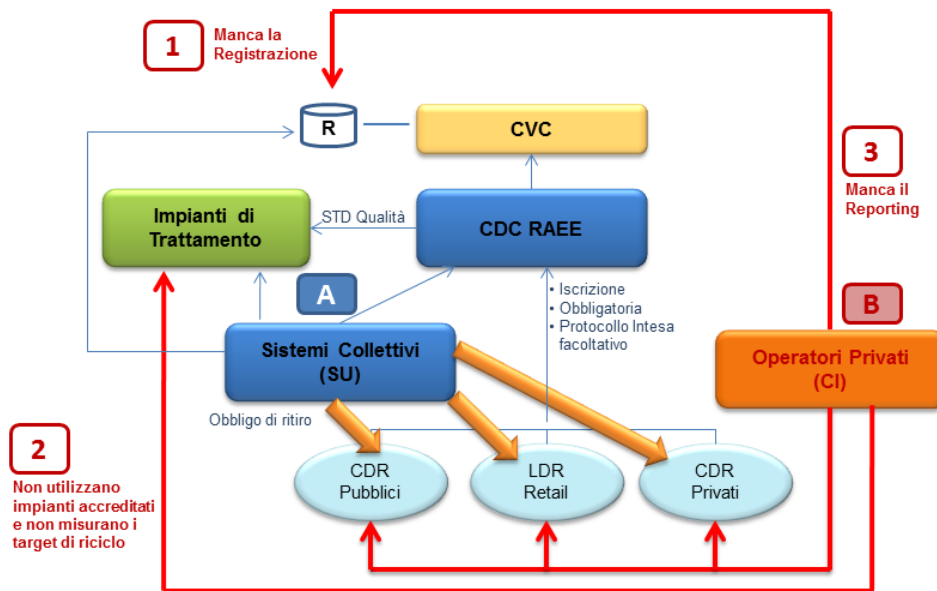 1
Manca la
Registrazione
R
CVC
3
Manca il
Reporting
Impianti di
Trattamento
STD Qualità
CDC RAEE
A
• Iscrizione
• Obbligatoria
• Protocollo Intesa
facoltativo
B
Sistemi Collettivi
(SU)
Operatori Privati
(CI)
Obbligo di ritiro
2
Non utilizzano
impianti accreditati
e non misurano i
target di riciclo
CDR
Pubblici
LDR
Retail
CDR
Privati